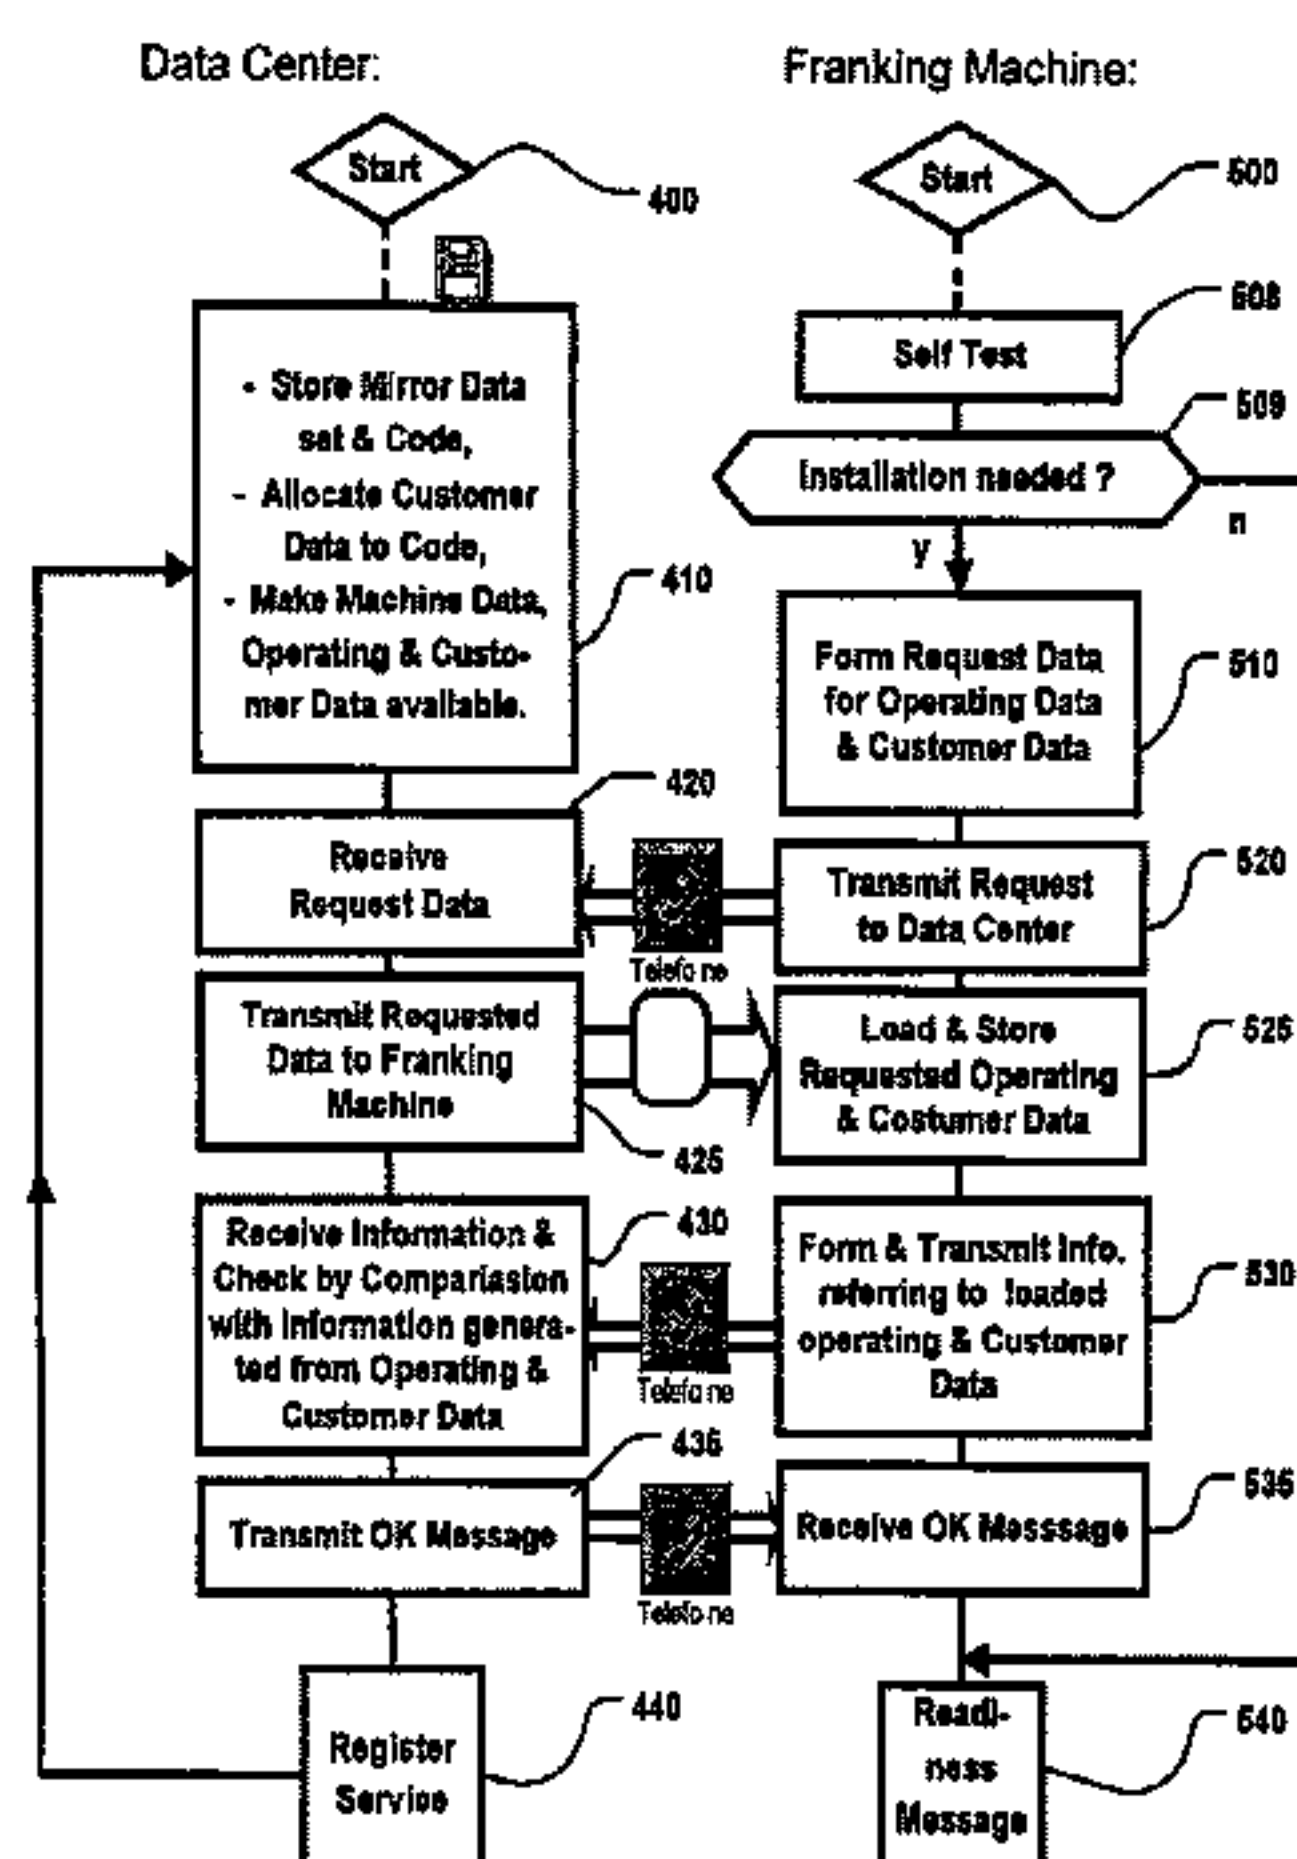 Data Center:
Start
400
- Store Mirror Data
set & Code,
- Allocate Customer
Data to Code,
- Make Machine Data,
Operating & Custo-
mer Data available.
410
420
Receive
Request Data
Telefone
Transmit Requested
Data to Franking
Machine
425
430
Receive Information &
Check by Compariasion
with Information genera-
ted from Operating &
Customer Data
Telefone
435
Transmit OK Message
Telefone
440
Register
Service
Franking Machine:
Start
500
508
Self Test
509
Installation needed ?
n
y
Form Request Data
for Operating Data
& Customer Data
510
Transmit Request
to Data Center
520
Load & Store
Requested Operating
& Costumer Data
525
Form & Transmit Info.
referring to loaded
operating & Customer
Data
530
Receive OK Messsage
535
Readi-
ness
Message
540